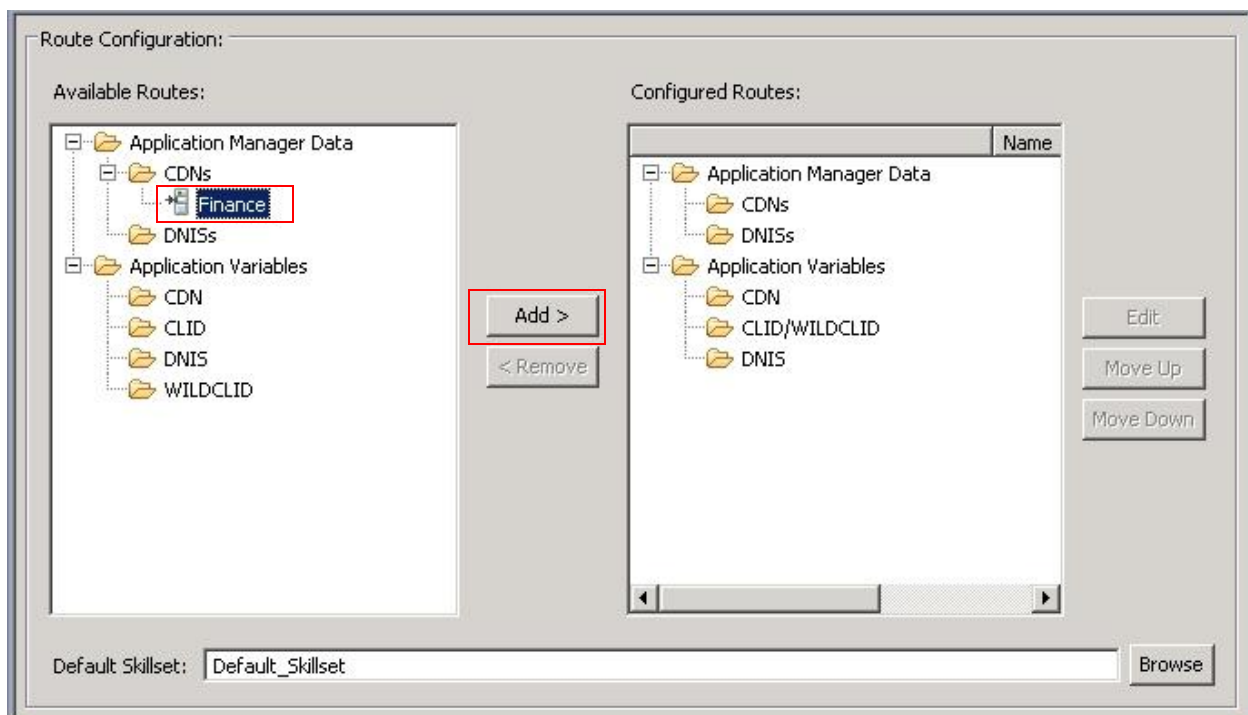 Route Configuration:
Available Routes:
Application Manager Data
CDNs
Finance
DNISs
Application Variables
CDN
CLID
DNIS
WILDCLID
Add >
< Remove
Configured Routes:
Name
Application Manager Data
CDNs
DNISs
Application Variables
CDN
CLID/WILDCLID
DNIS
Edit
Move Up
Move Down
Default Skillset: Default_Skillset Browse